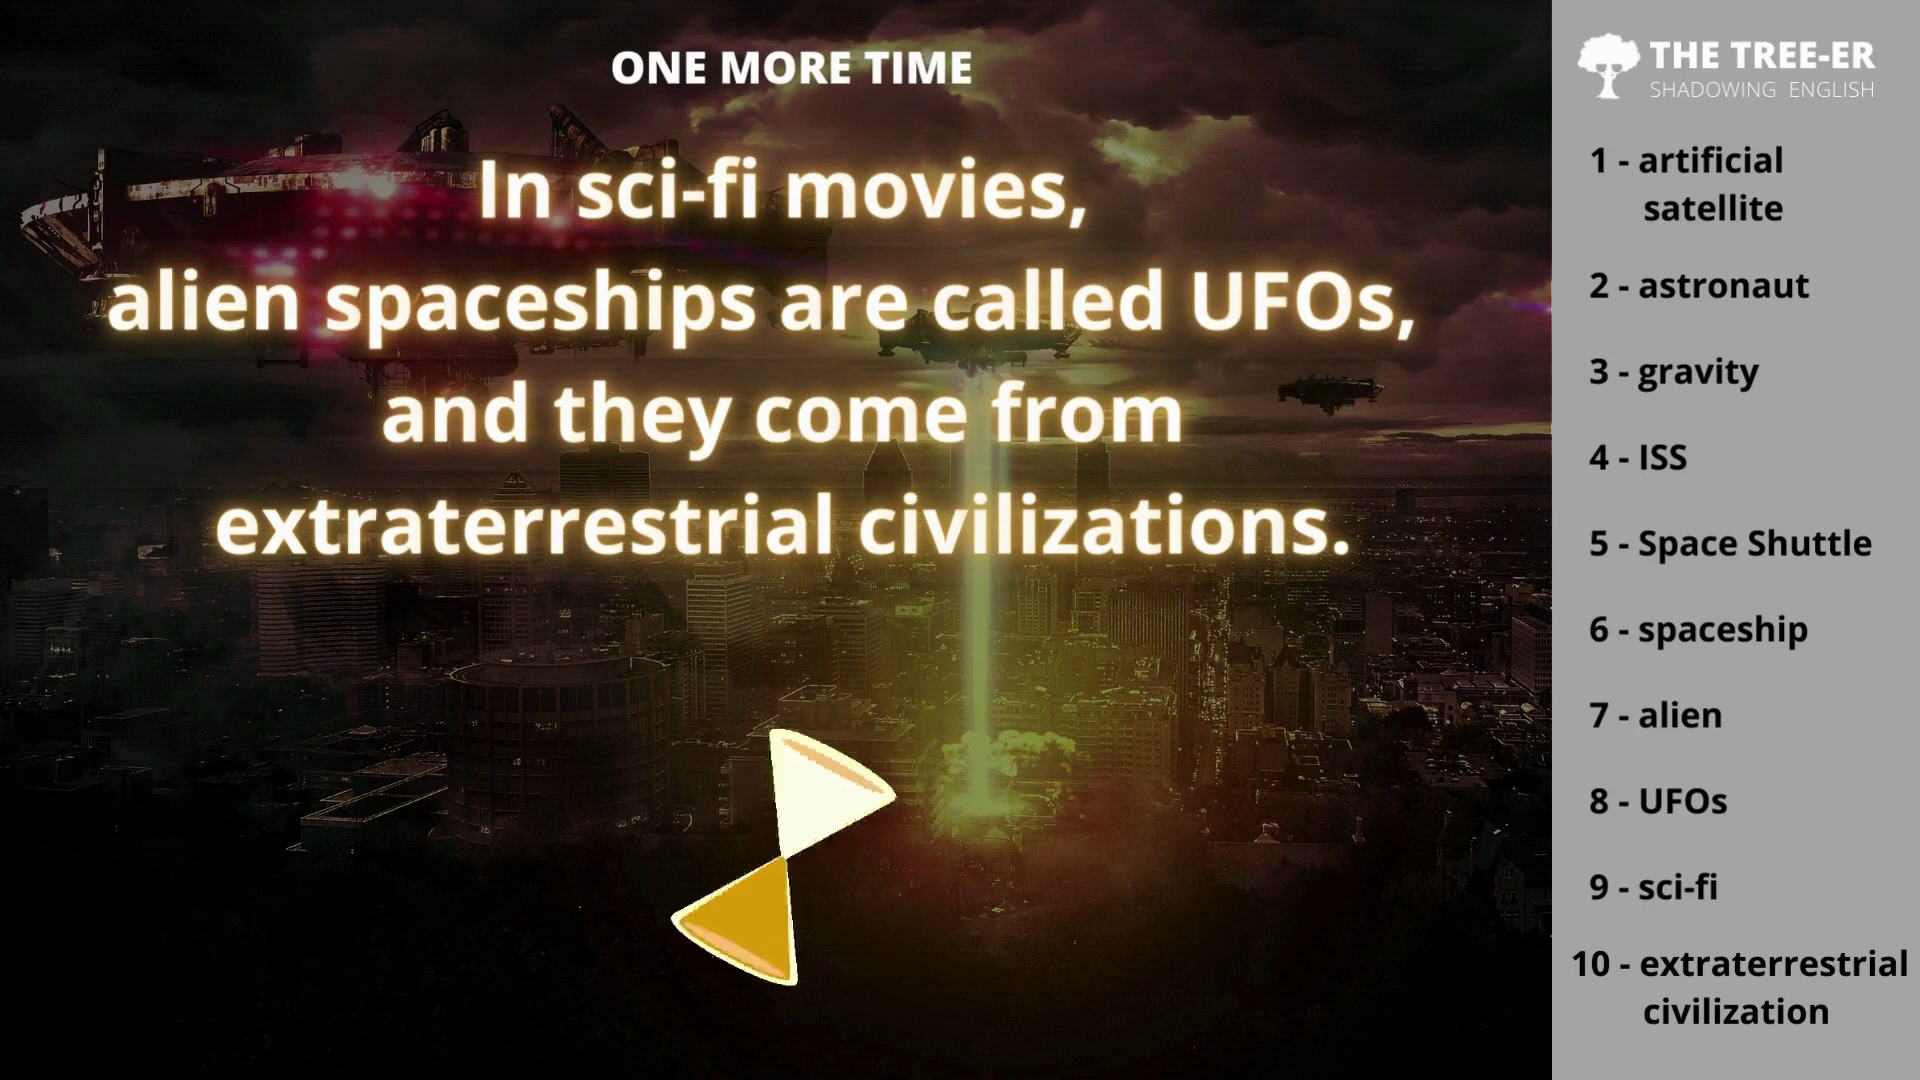 ONE MORE TIME
In sci-fi movies,
alien spaceships are called UFOs,
and they come from
extraterrestrial civilizations.
THE TREE-ER
SHADOWING ENGLISH
1 - artificial
satellite
2 - astronaut
3 - gravity
4 - ISS
5 - Space Shuttle
6 - spaceship
7 - alien
8 - UFOs
9 - sci-fi
10 - extraterrestrial
civilization